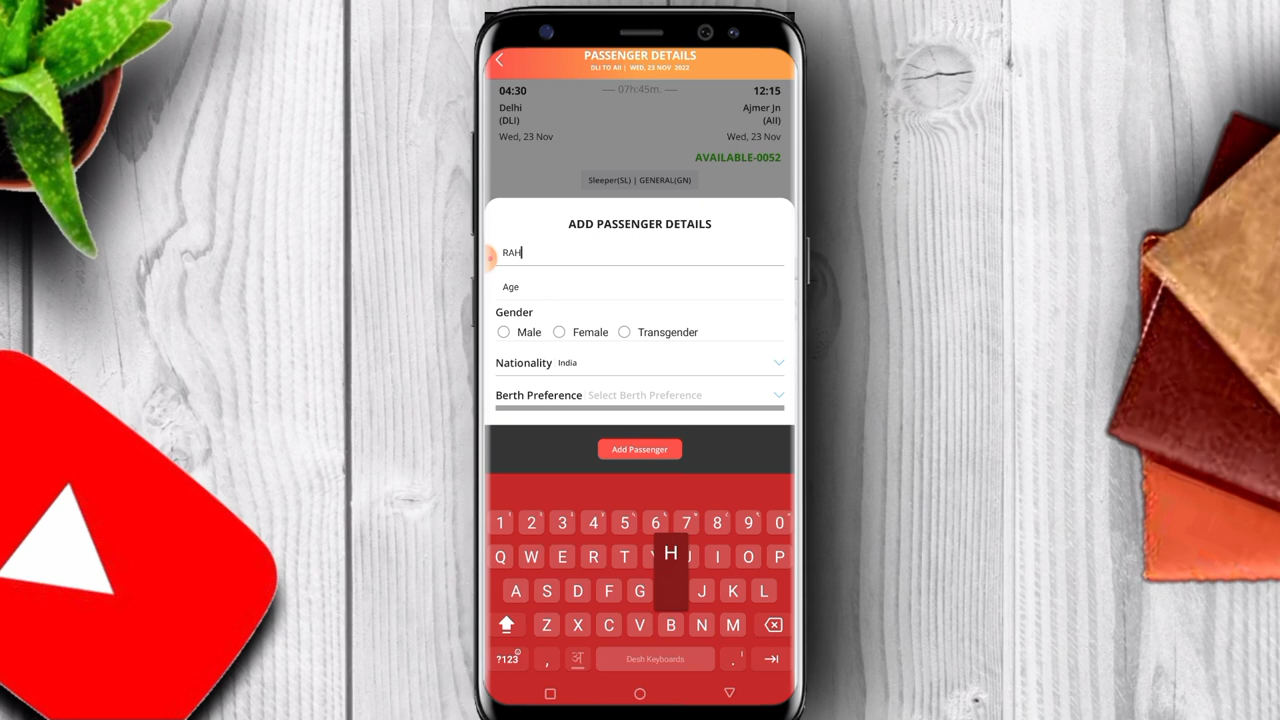 PASSENGER DETAILS
DLI TO AII | WED, 23 NOV 2022
04:30 07h:45m. 12:15
Delhi Ajmer Jn
(DLI) (AII)
Wed, 23 Nov Wed, 23 Nov
AVAILABLE-0052
Sleeper(SL) | GENERAL(GN)
ADD PASSENGER DETAILS
RAH
Age
Gender
Male Female Transgender
Nationality India
Berth Preference Select Berth Preference
Add Passenger
1 2 3 4 5 6 7 8 9 0
Q W E R T I O P
H
A S D F G J K L
Z X C V B N M
?123 , अ Desh Keyboards .